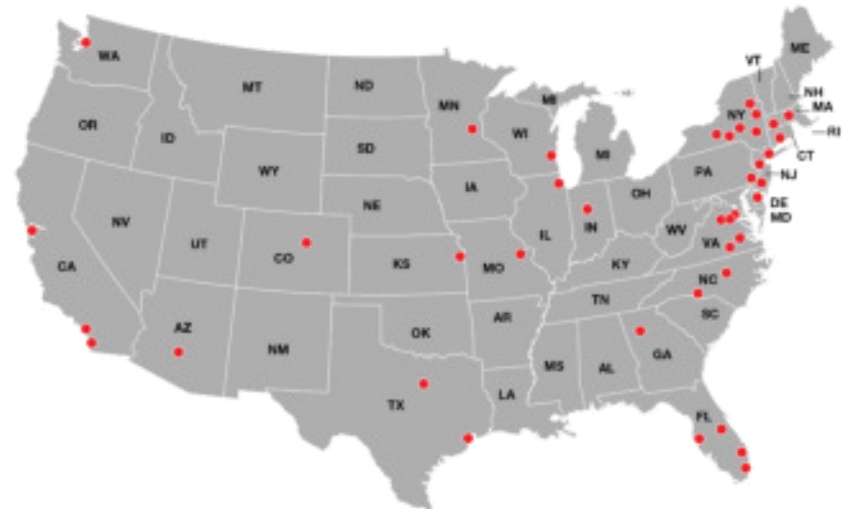 ME
VT
WA
MT
ND
NH
MN
MI
MA
NY
OR
ID
WI
RI
SD
MI
CT
WY
PA
NJ
IA
OH
NE
DE
MD
NV
IN
WV
IL
UT
VA
CO
KS
MO
KY
CA
NC
TN
SC
AR
AZ
OK
NM
GA
MS
AL
LA
TX
FL